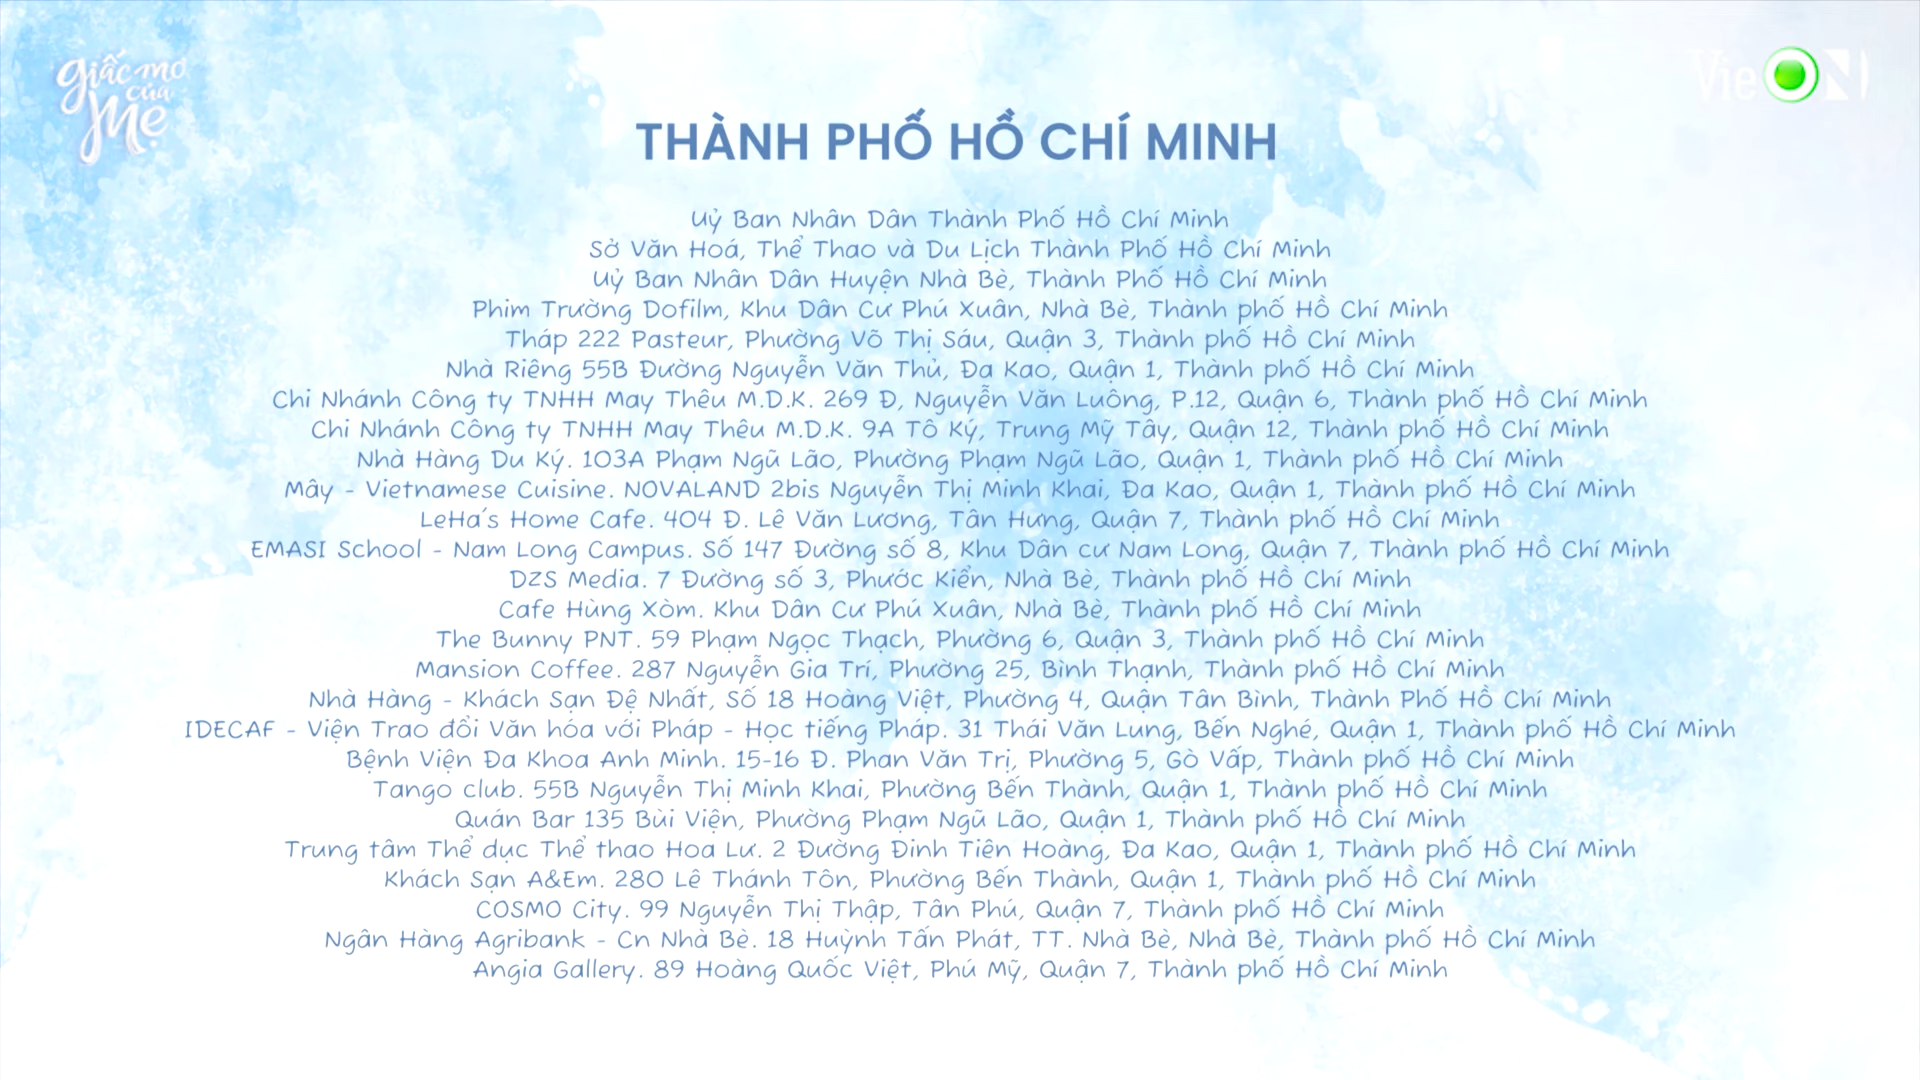 giấc mơ
của
Mẹ
VieON
THÀNH PHỐ HỒ CHÍ MINH
Uỷ Ban Nhân Dân Thành Phố Hồ Chí Minh
Sở Văn Hoá, Thể Thao và Du Lịch Thành Phố Hồ Chí Minh
Uỷ Ban Nhân Dân Huyện Nhà Bè, Thành Phố Hồ Chí Minh
Phim Trường Dofilm, Khu Dân Cư Phú Xuân, Nhà Bè, Thành phố Hồ Chí Minh
Tháp 222 Pasteur, Phường Võ Thị Sáu, Quận 3, Thành phố Hồ Chí Minh
Nhà Riêng 55B Đường Nguyễn Văn Thủ, Đa Kao, Quận 1, Thành phố Hồ Chí Minh
Chi Nhánh Công ty TNHH May Thêu M.D.K. 269 Đ, Nguyễn Văn Luông, P.12, Quận 6, Thành phố Hồ Chí Minh
Chi Nhánh Công ty TNHH May Thêu M.D.K. 9A Tô Ký, Trung Mỹ Tây, Quận 12, Thành phố Hồ Chí Minh
Nhà Hàng Du Ký. 103A Phạm Ngũ Lão, Phường Phạm Ngũ Lão, Quận 1, Thành phố Hồ Chí Minh
Mây - Vietnamese Cuisine. NOVALAND 2bis Nguyễn Thị Minh Khai, Đa Kao, Quận 1, Thành phố Hồ Chí Minh
LeHa's Home Cafe. 404 Đ. Lê Văn Lương, Tân Hưng, Quận 7, Thành phố Hồ Chí Minh
EMASI School - Nam Long Campus. Số 147 Đường số 8, Khu Dân cư Nam Long, Quận 7, Thành phố Hồ Chí Minh
DZS Media. 7 Đường số 3, Phước Kiển, Nhà Bè, Thành phố Hồ Chí Minh
Cafe Hùng Xòm. Khu Dân Cư Phú Xuân, Nhà Bè, Thành phố Hồ Chí Minh
The Bunny PNT. 59 Phạm Ngọc Thạch, Phường 6, Quận 3, Thành phố Hồ Chí Minh
Mansion Coffee. 287 Nguyễn Gia Trí, Phường 25, Bình Thạnh, Thành phố Hồ Chí Minh
Nhà Hàng - Khách Sạn Đệ Nhất, Số 18 Hoàng Việt, Phường 4, Quận Tân Bình, Thành Phố Hồ Chí Minh
IDECAF - Viện Trao đổi Văn hóa với Pháp - Học tiếng Pháp. 31 Thái Văn Lung, Bến Nghé, Quận 1, Thành phố Hồ Chí Minh
Bệnh Viện Đa Khoa Anh Minh. 15-16 Đ. Phan Văn Trị, Phường 5, Gò Vấp, Thành phố Hồ Chí Minh
Tango club. 55B Nguyễn Thị Minh Khai, Phường Bến Thành, Quận 1, Thành phố Hồ Chí Minh
Quán Bar 135 Bùi Viện, Phường Phạm Ngũ Lão, Quận 1, Thành phố Hồ Chí Minh
Trung tâm Thể dục Thể thao Hoa Lư. 2 Đường Đinh Tiên Hoàng, Đa Kao, Quận 1, Thành phố Hồ Chí Minh
Khách Sạn A&Em. 280 Lê Thánh Tôn, Phường Bến Thành, Quận 1, Thành phố Hồ Chí Minh
COSMO City. 99 Nguyễn Thị Thập, Tân Phú, Quận 7, Thành phố Hồ Chí Minh
Ngân Hàng Agribank - Cn Nhà Bè. 18 Huỳnh Tấn Phát, TT. Nhà Bè, Nhà Bè, Thành phố Hồ Chí Minh
Angia Gallery. 89 Hoàng Quốc Việt, Phú Mỹ, Quận 7, Thành phố Hồ Chí Minh